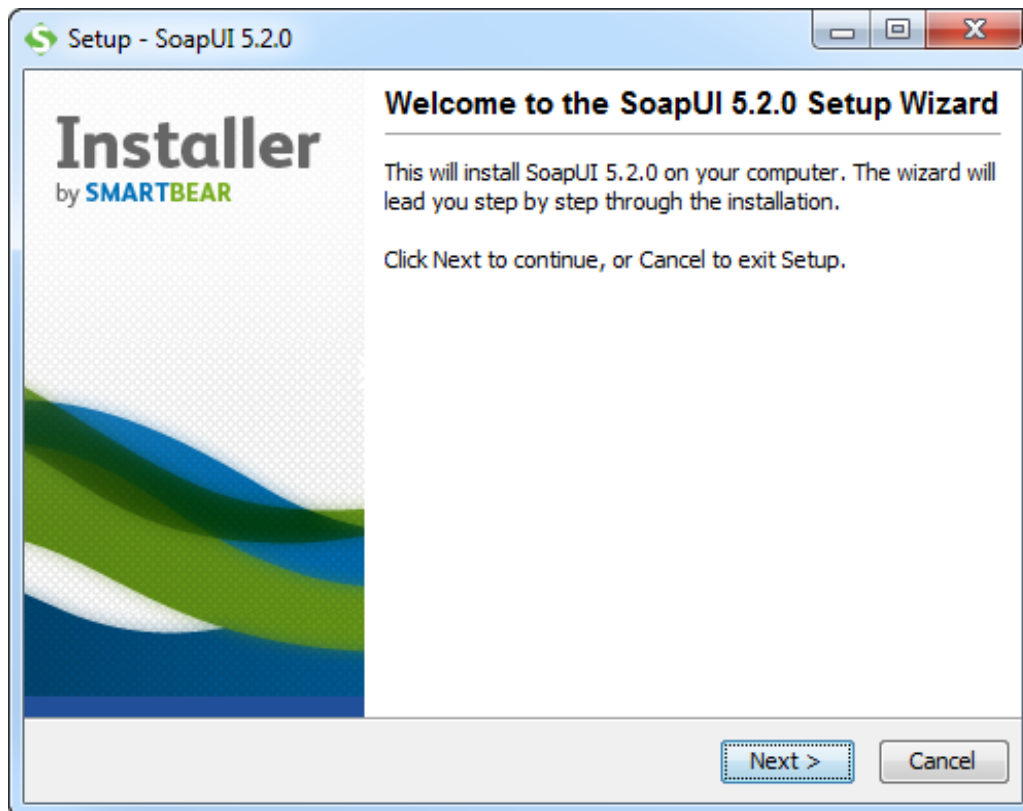 Setup - SoapUI 5.2.0
Installer
by SMARTBEAR
Welcome to the SoapUI 5.2.0 Setup Wizard
This will install SoapUI 5.2.0 on your computer. The wizard will
lead you step by step through the installation.
Click Next to continue, or Cancel to exit Setup.
Next >
Cancel